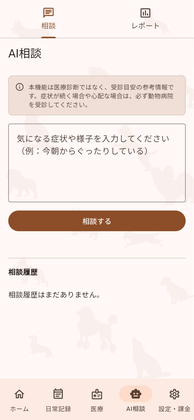 相談
レポート
AI相談
本機能は医療診断ではなく、受診目安の参考情報で
す。症状が続く場合や心配な場合は、必ず動物病院
を受診してください。
気になる症状や様子を入力してください
（例：今朝からぐったりしている）
相談する
相談履歴
相談履歴はまだありません。
ホーム
日常記録
医療
AI相談
設定・課金